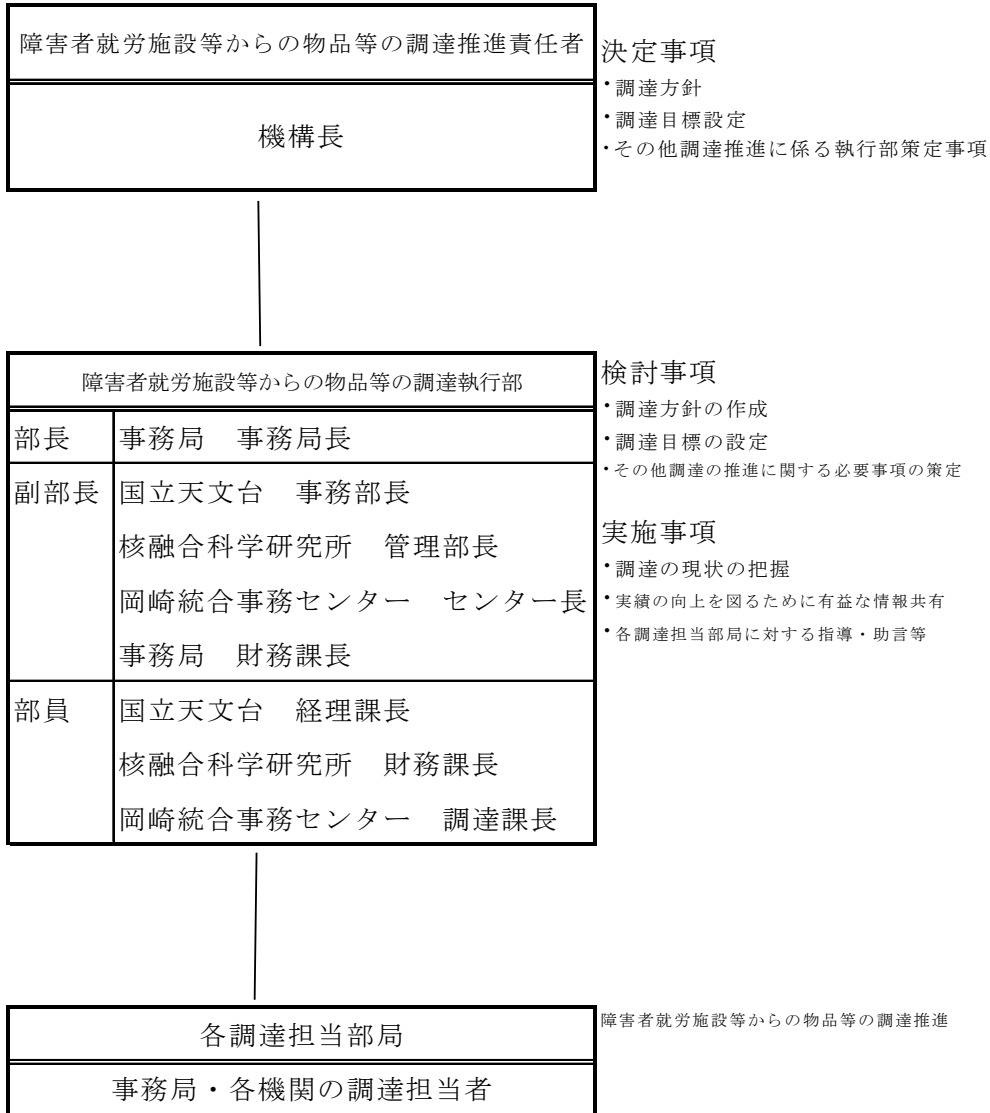 障害者就労施設等からの物品等の調達推進責任者
機構長
決定事項
・調達方針
・調達目標設定
・その他調達推進に係る執行部策定事項
障害者就労施設等からの物品等の調達執行部
部長 事務局 事務局長
副部長 国立天文台 事務部長
核融合科学研究所 管理部長
岡崎統合事務センター センター長
事務局 財務課長
部員 国立天文台 経理課長
核融合科学研究所 財務課長
岡崎統合事務センター 調達課長
検討事項
・調達方針の作成
・調達目標の設定
・その他調達の推進に関する必要事項の策定
実施事項
・調達の現状の把握
・実績の向上を図るために有益な情報共有
・各調達担当部局に対する指導・助言等
各調達担当部局
事務局・各機関の調達担当者
障害者就労施設等からの物品等の調達推進